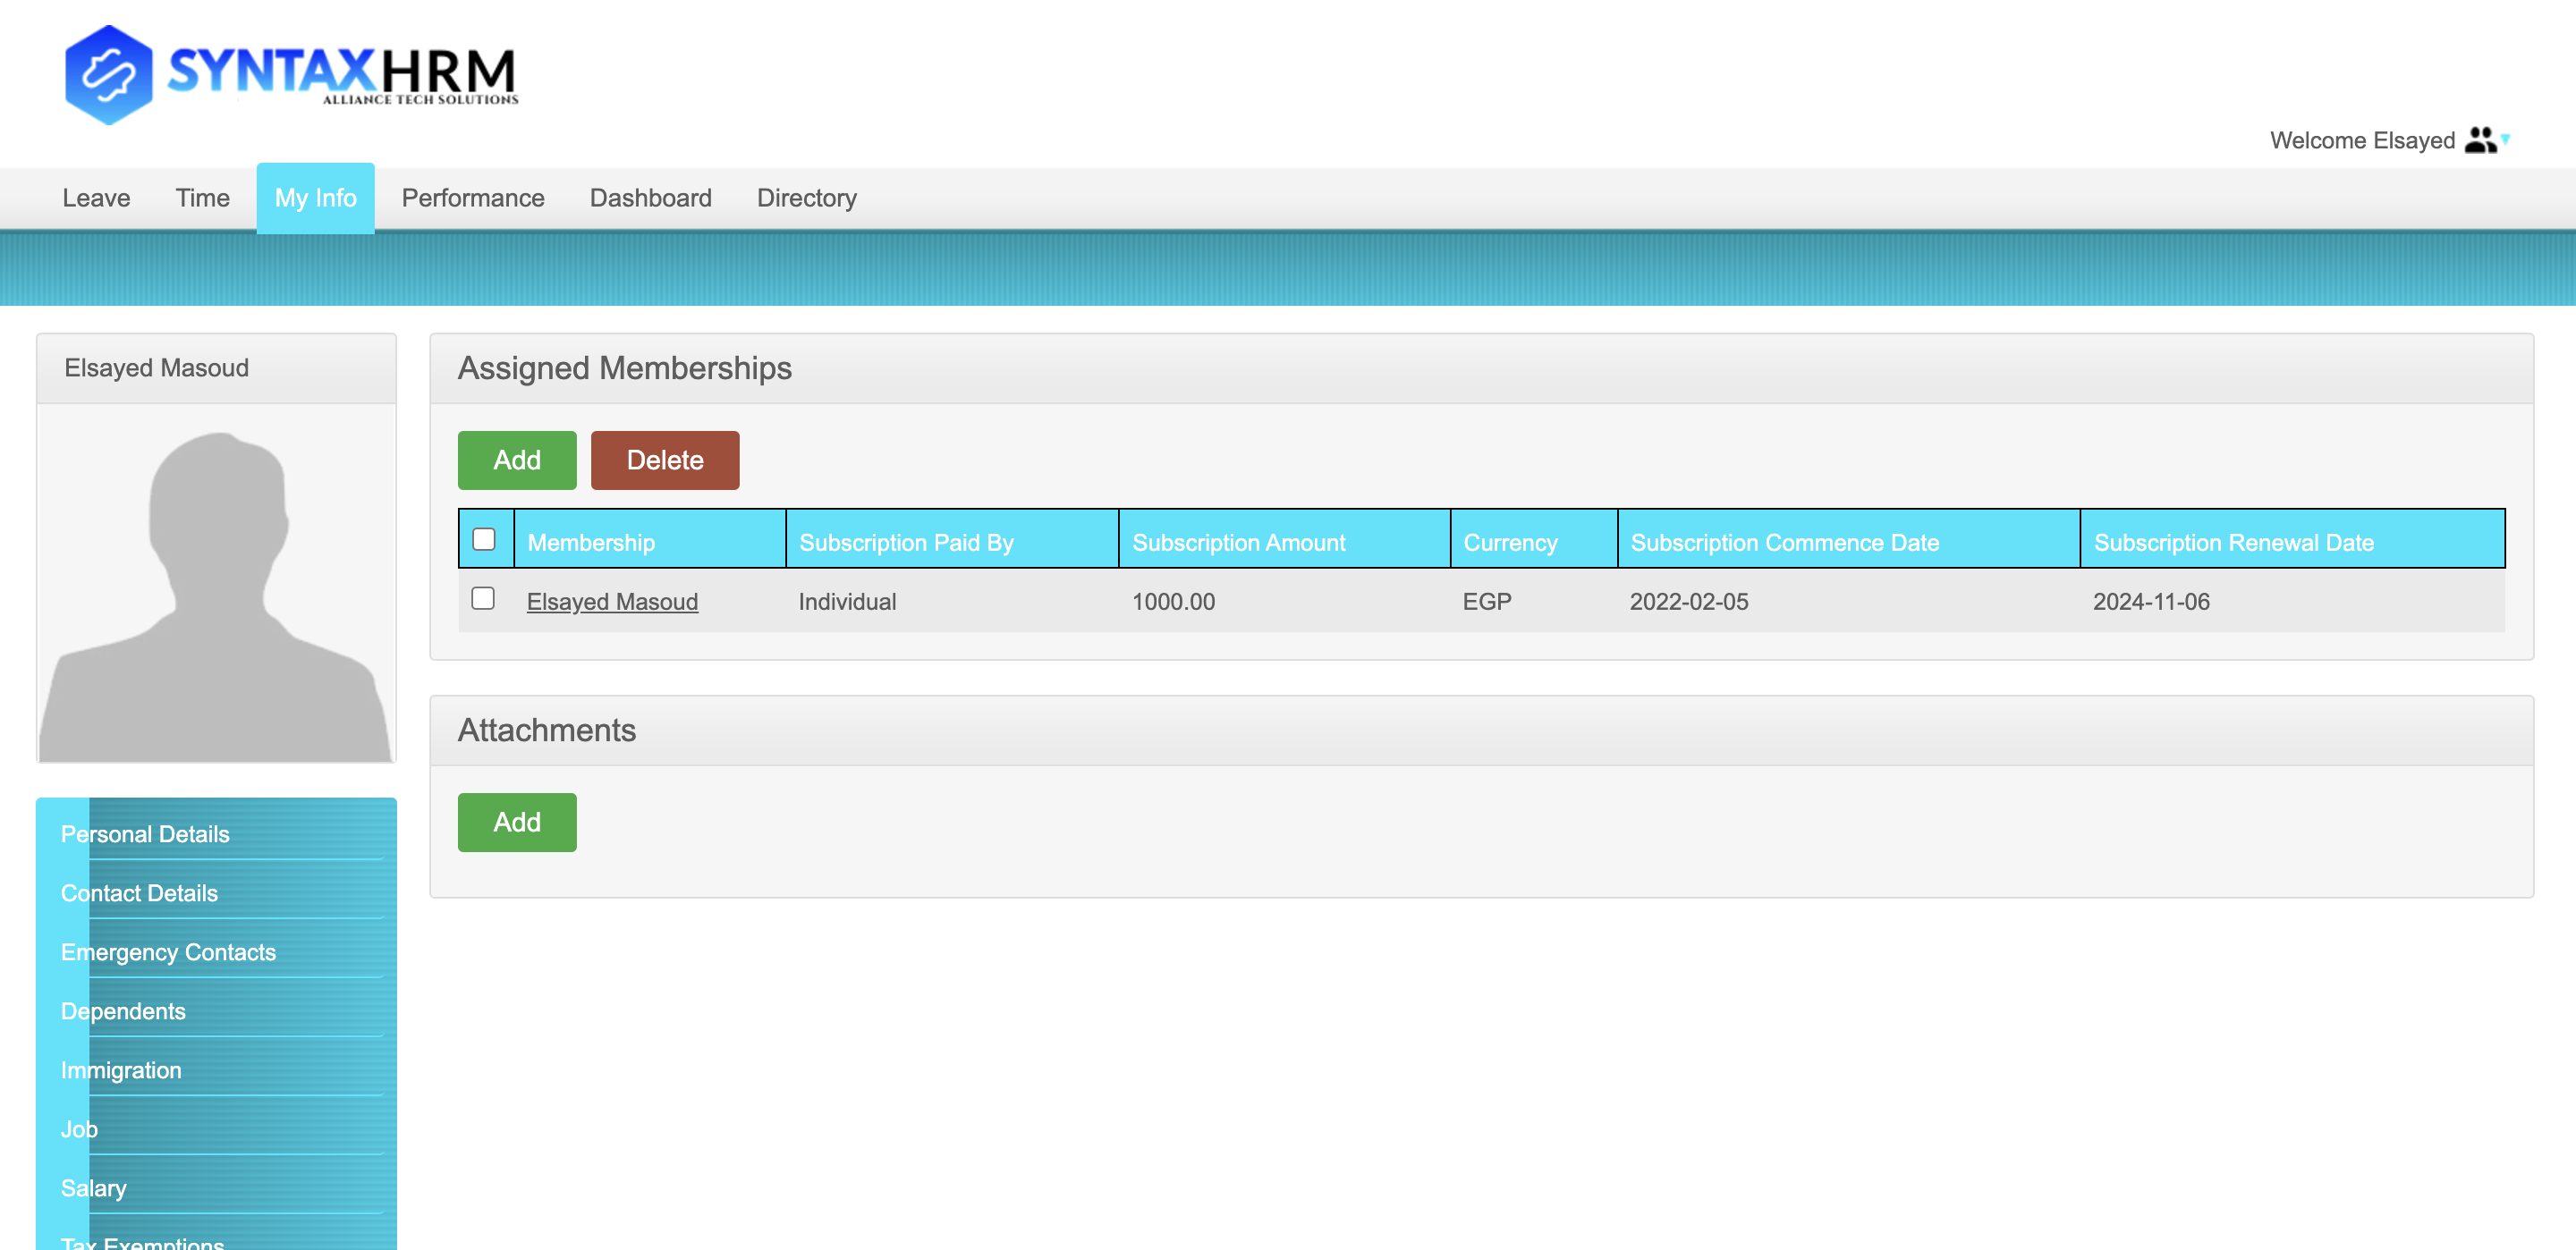 SYNTAXHRM
ALLIANCE TECH SOLUTIONS
Welcome Elsayed
Leave Time My Info Performance Dashboard Directory
Elsayed Masoud
Assigned Memberships
Add Delete
Membership Subscription Paid By Subscription Amount Currency Subscription Commence Date Subscription Renewal Date
Elsayed Masoud Individual 1000.00 EGP 2022-02-05 2024-11-06
Attachments
Add
Personal Details
Contact Details
Emergency Contacts
Dependents
Immigration
Job
Salary
Tax Exemptions